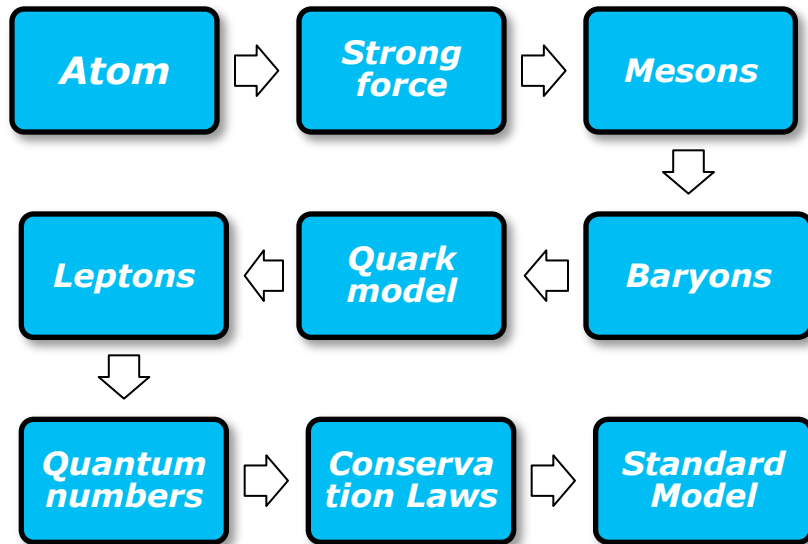 Atom
Strong
force
Mesons
Leptons
Quark
model
Baryons
Quantum
numbers
Conserva
tion Laws
Standard
Model